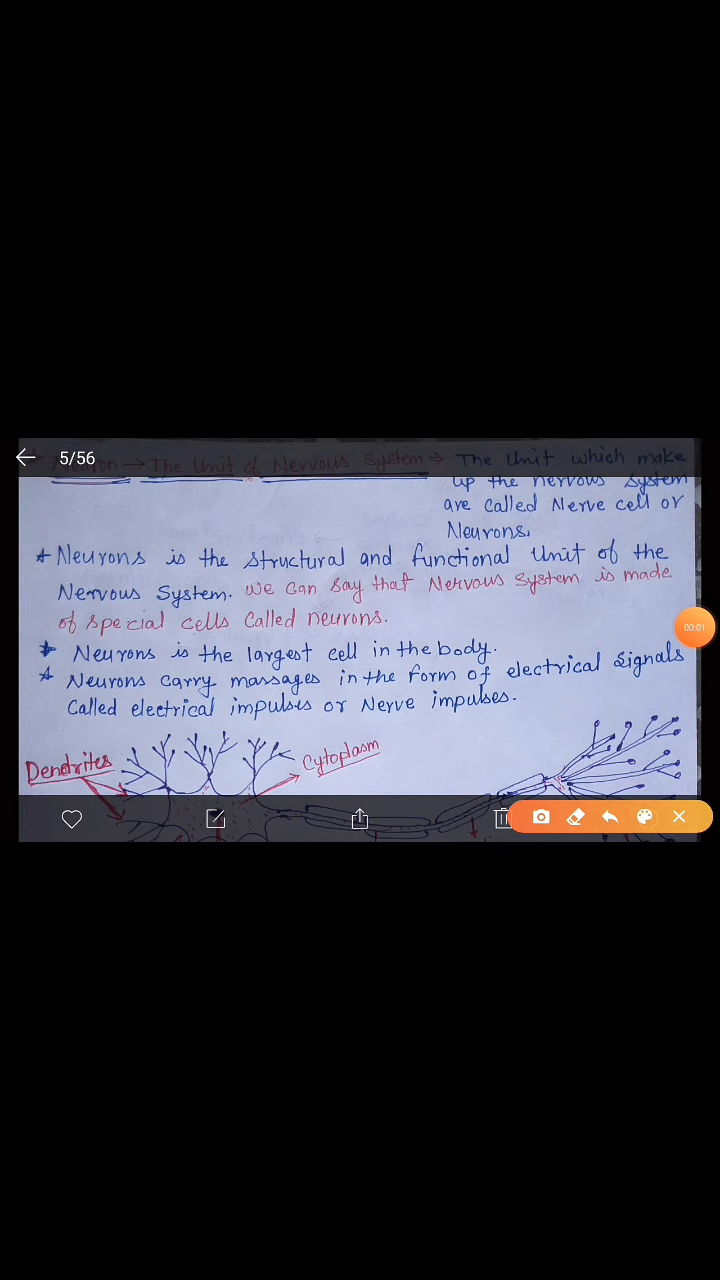 5/56
Neuron → The Unit of Nervous System ⇒ The Unit which make
up the nervous system
are called Nerve cell or
Neurons.
Neurons is the structural and functional Unit of the
Nervous System. we can say that Nervous System is made
of special cells called neurons.
Neurons is the largest cell in the body.
Neurons carry massages in the form of electrical signals
called electrical impulses or Nerve impulses.
Dendrites
Cytoplasm
00:01